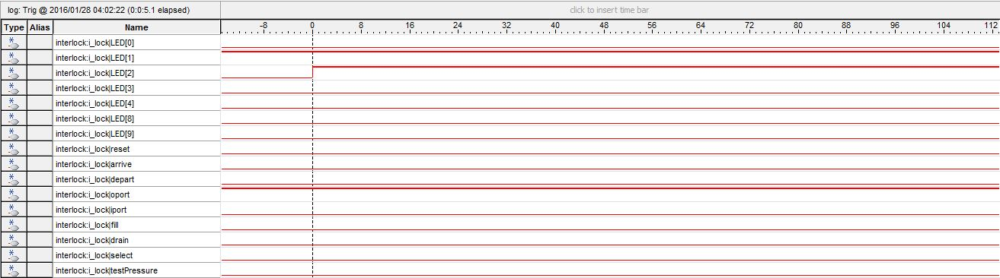 log: Trig @ 2016/01/28 04:02:22 (0:0:5.1 elapsed)
click to insert time bar
Type Alias Name
-8 0 8 16 24 32 40 48 56 64 72 80 88 96 104 112
interlock:i_lock|LED[0]
interlock:i_lock|LED[1]
interlock:i_lock|LED[2]
interlock:i_lock|LED[3]
interlock:i_lock|LED[4]
interlock:i_lock|LED[8]
interlock:i_lock|LED[9]
interlock:i_lock|reset
interlock:i_lock|arrive
interlock:i_lock|depart
interlock:i_lock|oport
interlock:i_lock|iport
interlock:i_lock|fill
interlock:i_lock|drain
interlock:i_lock|select
interlock:i_lock|testPressure